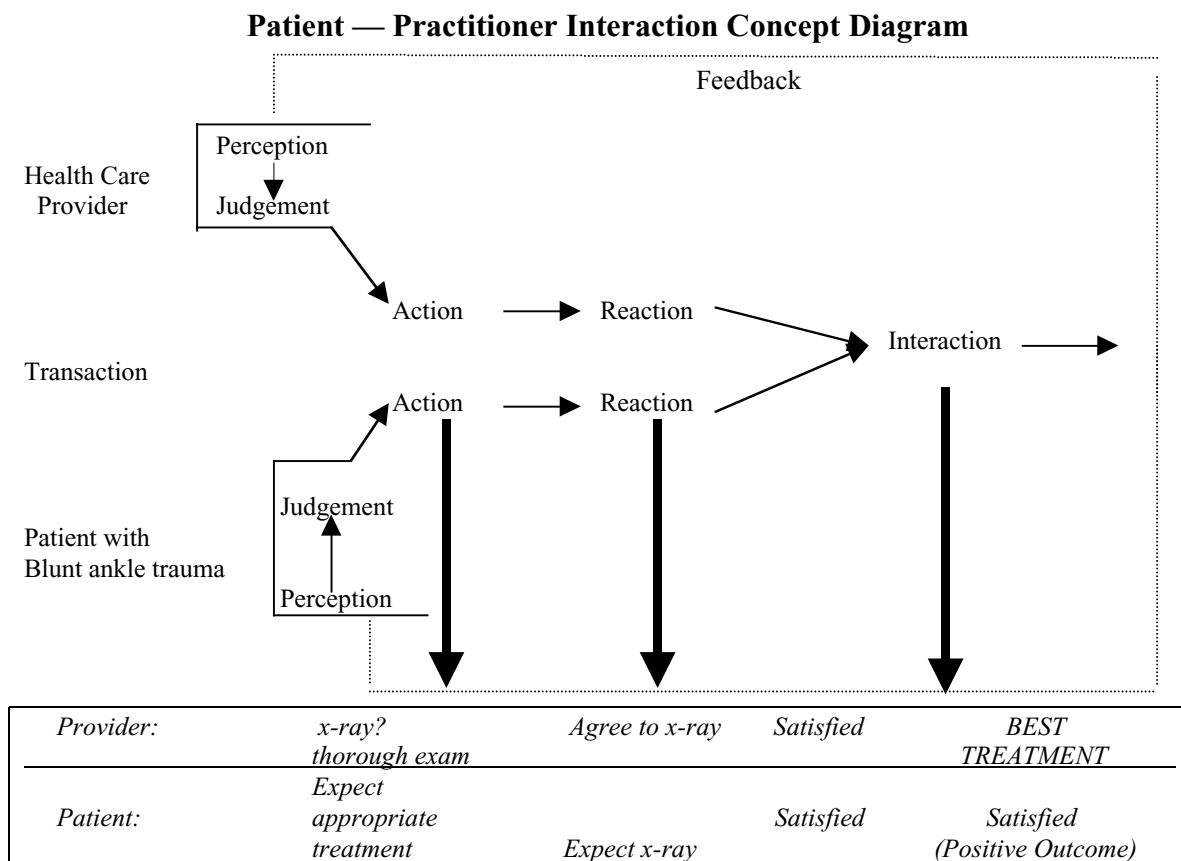 Patient — Practitioner Interaction Concept Diagram
Feedback
Perception
Health Care
Provider
Judgement
Action
Reaction
Interaction
Transaction
Action
Reaction
Judgement
Patient with
Blunt ankle trauma
Perception
Provider: x-ray? Agree to x-ray Satisfied BEST
thorough exam TREATMENT
Expect
Patient: appropriate Satisfied Satisfied
treatment Expect x-ray (Positive Outcome)